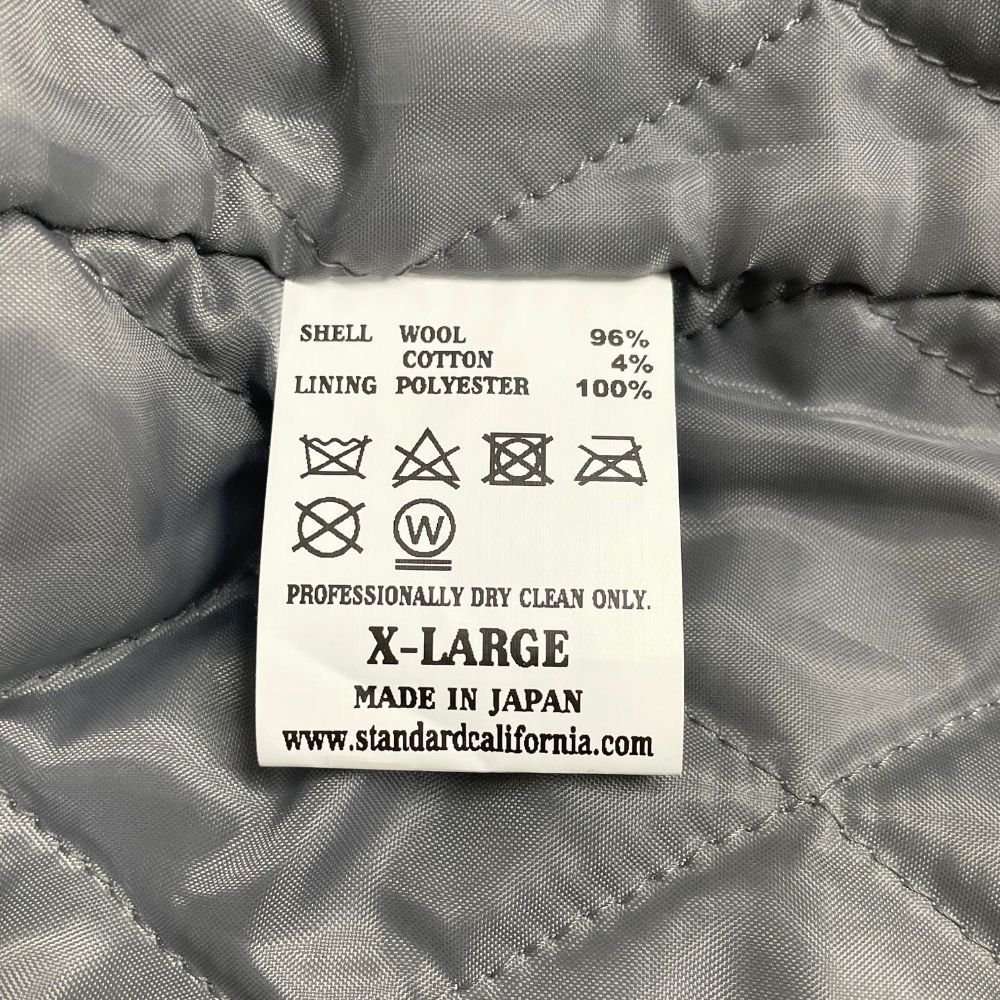 SHELL WOOL 96%
COTTON 4%
LINING POLYESTER 100%
W
PROFESSIONALLY DRY CLEAN ONLY.
X-LARGE
MADE IN JAPAN
www.standardcalifornia.com